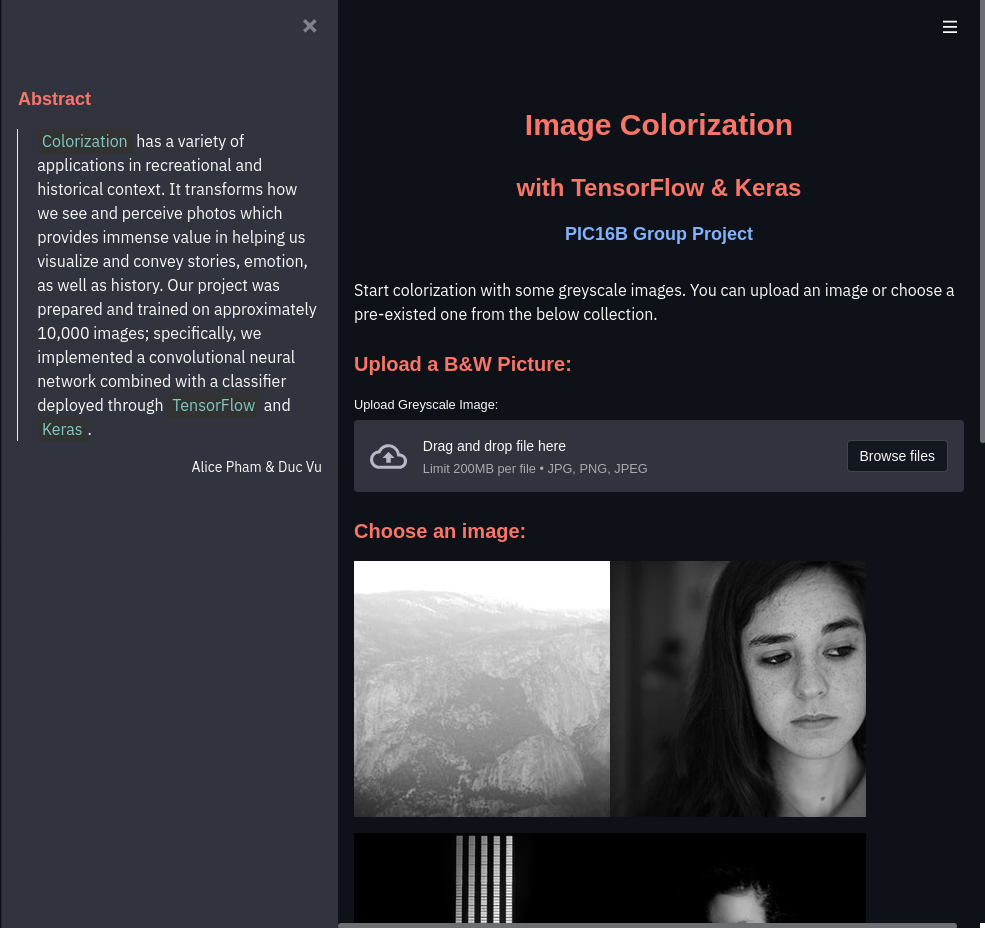 Abstract
Colorization has a variety of
applications in recreational and
historical context. It transforms how
we see and perceive photos which
provides immense value in helping us
visualize and convey stories, emotion,
as well as history. Our project was
prepared and trained on approximately
10,000 images; specifically, we
implemented a convolutional neural
network combined with a classifier
deployed through TensorFlow and
Keras .
Alice Pham & Duc Vu
Image Colorization
with TensorFlow & Keras
PIC16B Group Project
Start colorization with some greyscale images. You can upload an image or choose a
pre-existed one from the below collection.
Upload a B&W Picture:
Upload Greyscale Image:
Drag and drop file here
Limit 200MB per file • JPG, PNG, JPEG
Browse files
Choose an image: